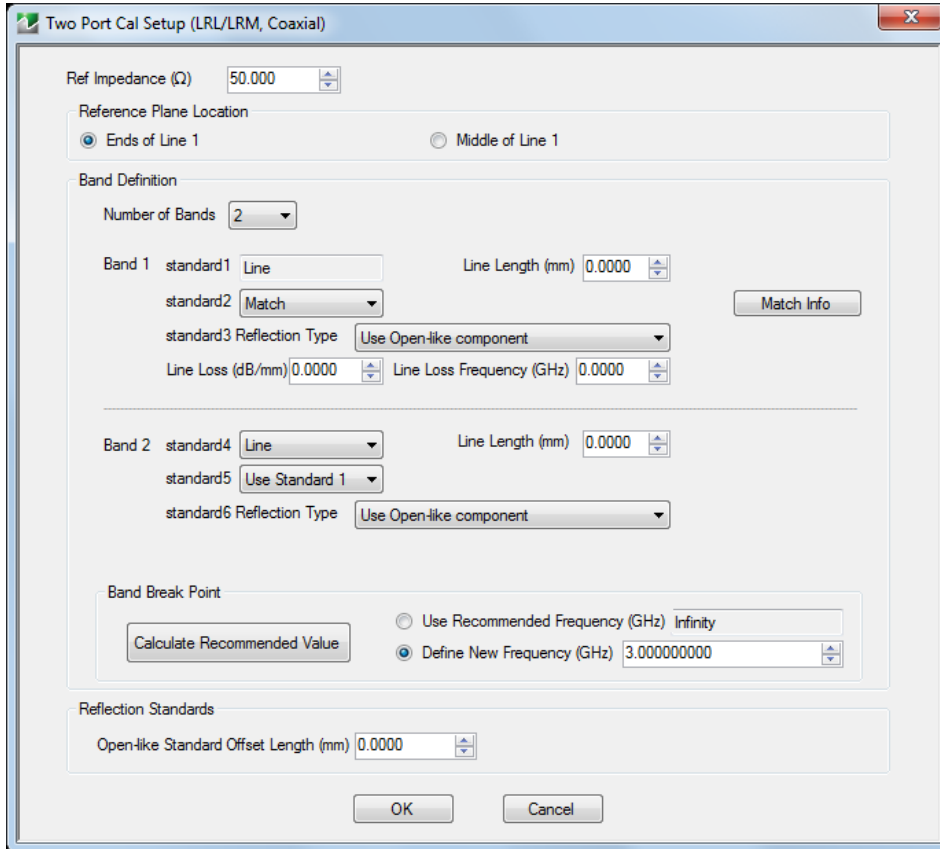 Two Port Cal Setup (LRL/LRM, Coaxial)
Ref Impedance (Ω) 50.000
Reference Plane Location
Ends of Line 1 Middle of Line 1
Band Definition
Number of Bands 2
Band 1 standard1 Line Line Length (mm) 0.0000
standard2 Match Match Info
standard3 Reflection Type Use Open-like component
Line Loss (dB/mm) 0.0000 Line Loss Frequency (GHz) 0.0000
Band 2 standard4 Line Line Length (mm) 0.0000
standard5 Use Standard 1
standard6 Reflection Type Use Open-like component
Band Break Point
Calculate Recommended Value
Use Recommended Frequency (GHz) Infinity
Define New Frequency (GHz) 3.000000000
Reflection Standards
Open-like Standard Offset Length (mm) 0.0000
OK Cancel